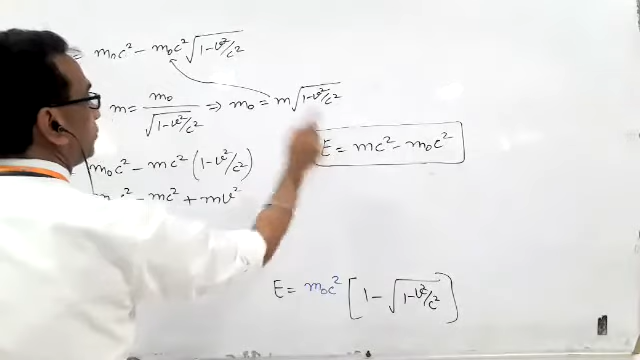 = m₀c² - m₀c² √(1-v²/c²)
m = m₀/√(1-v²/c²) ⇒ m₀ = m√(1-v²/c²)
E = mc² - m₀c²
m₀c² - mc² (1-v²/c²)
c² - mc² + mv²
E = m₀c² [1 - √(1-v²/c²)]